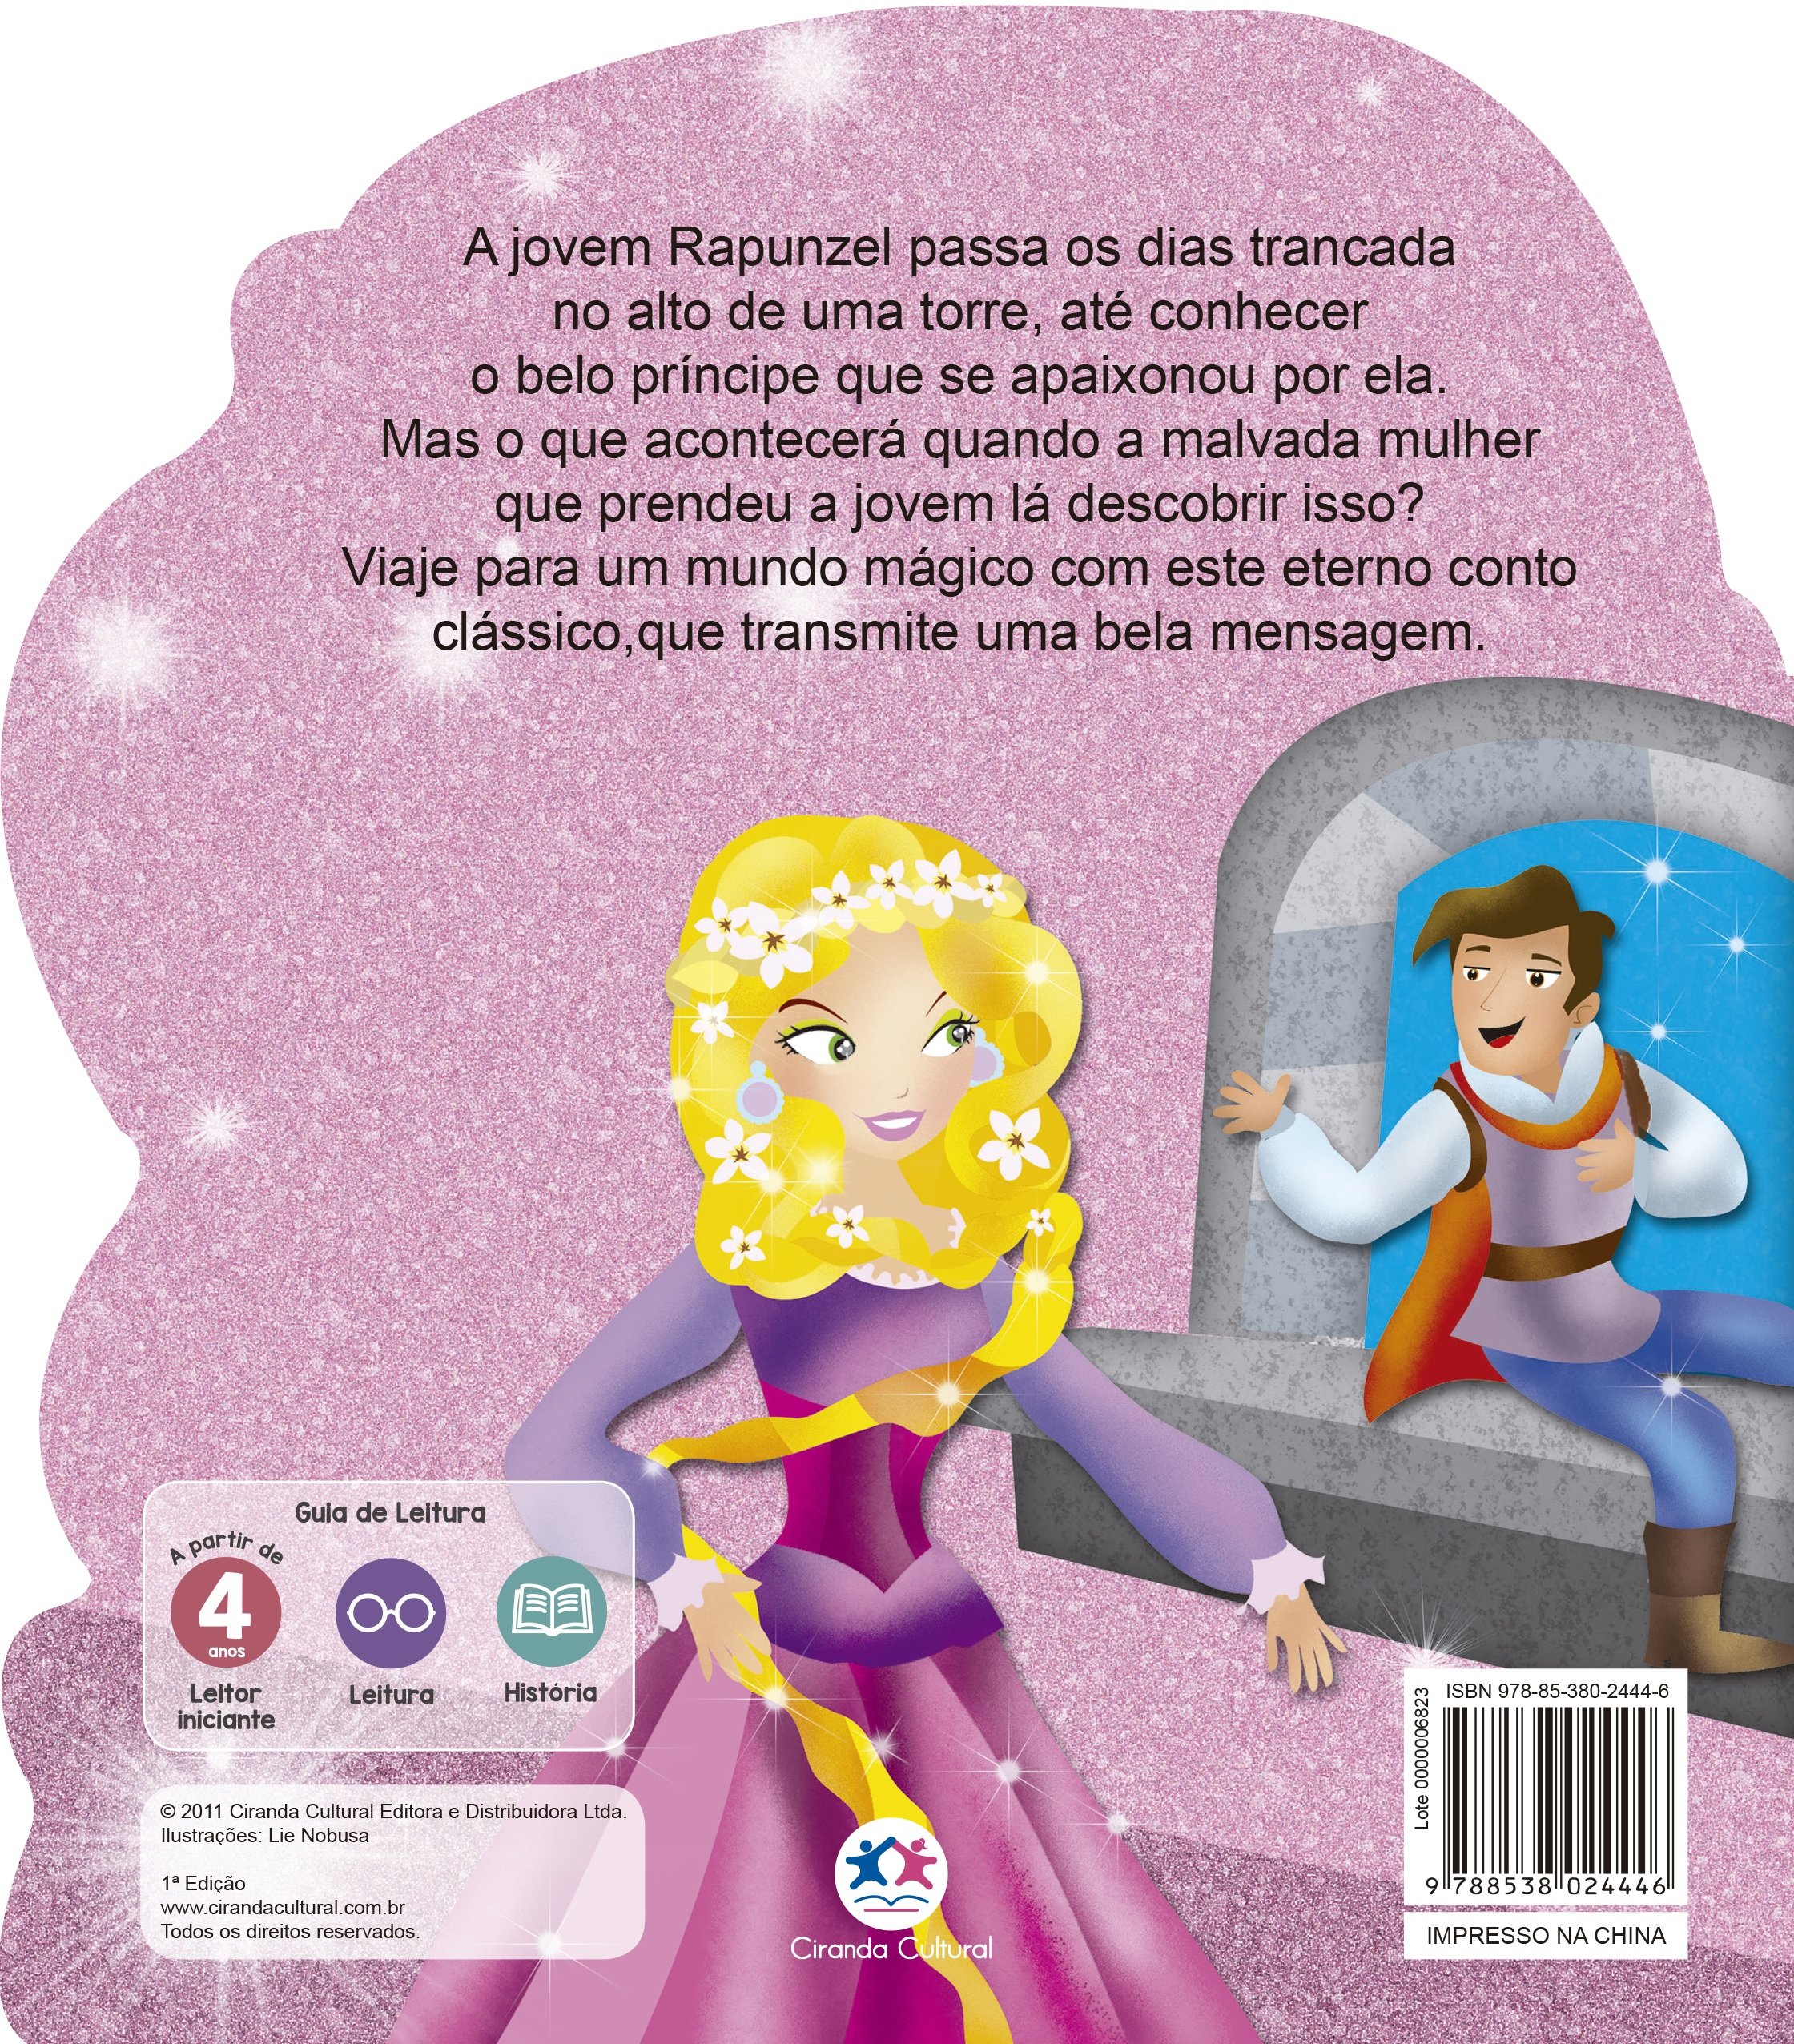 A jovem Rapunzel passa os dias trancada
no alto de uma torre, até conhecer
o belo príncipe que se apaixonou por ela.
Mas o que acontecerá quando a malvada mulher
que prendeu a jovem lá descobrir isso?
Viaje para um mundo mágico com este eterno conto
clássico,que transmite uma bela mensagem.
Guia de Leitura
A partir de
4
anos
Leitor
iniciante
Leitura
História
© 2011 Ciranda Cultural Editora e Distribuidora Ltda.
Ilustrações: Lie Nobusa
1ª Edição
www.cirandacultural.com.br
Todos os direitos reservados.
Ciranda Cultural
Lote 0000006823
ISBN 978-85-380-2444-6
9 788538 024446
IMPRESSO NA CHINA